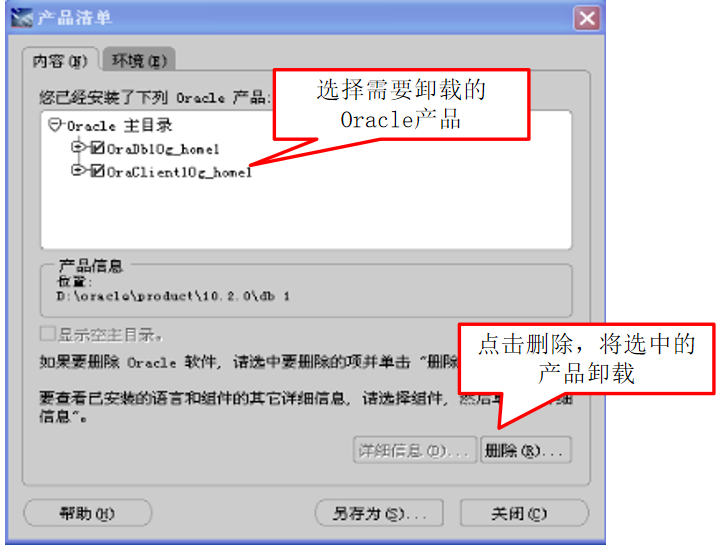 产品清单
内容(N) 环境(E)
您已经安装了下列 Oracle 产品:
选择需要卸载的
Oracle产品
Oracle 主目录
OraDb10g_home1
OraClient10g_home1
产品信息
位置:
D:\oracle\product\10.2.0\db_1
显示空主目录。
点击删除，将选中的
产品卸载
如果要删除 Oracle 软件, 请选中要删除的项并单击 "删除
要查看已安装的语言和组件的其它详细信息, 请选择组件, 然后单
详细
信息"。
详细信息(D)... 删除(R)...
帮助(H) 另存为(S)... 关闭(C)